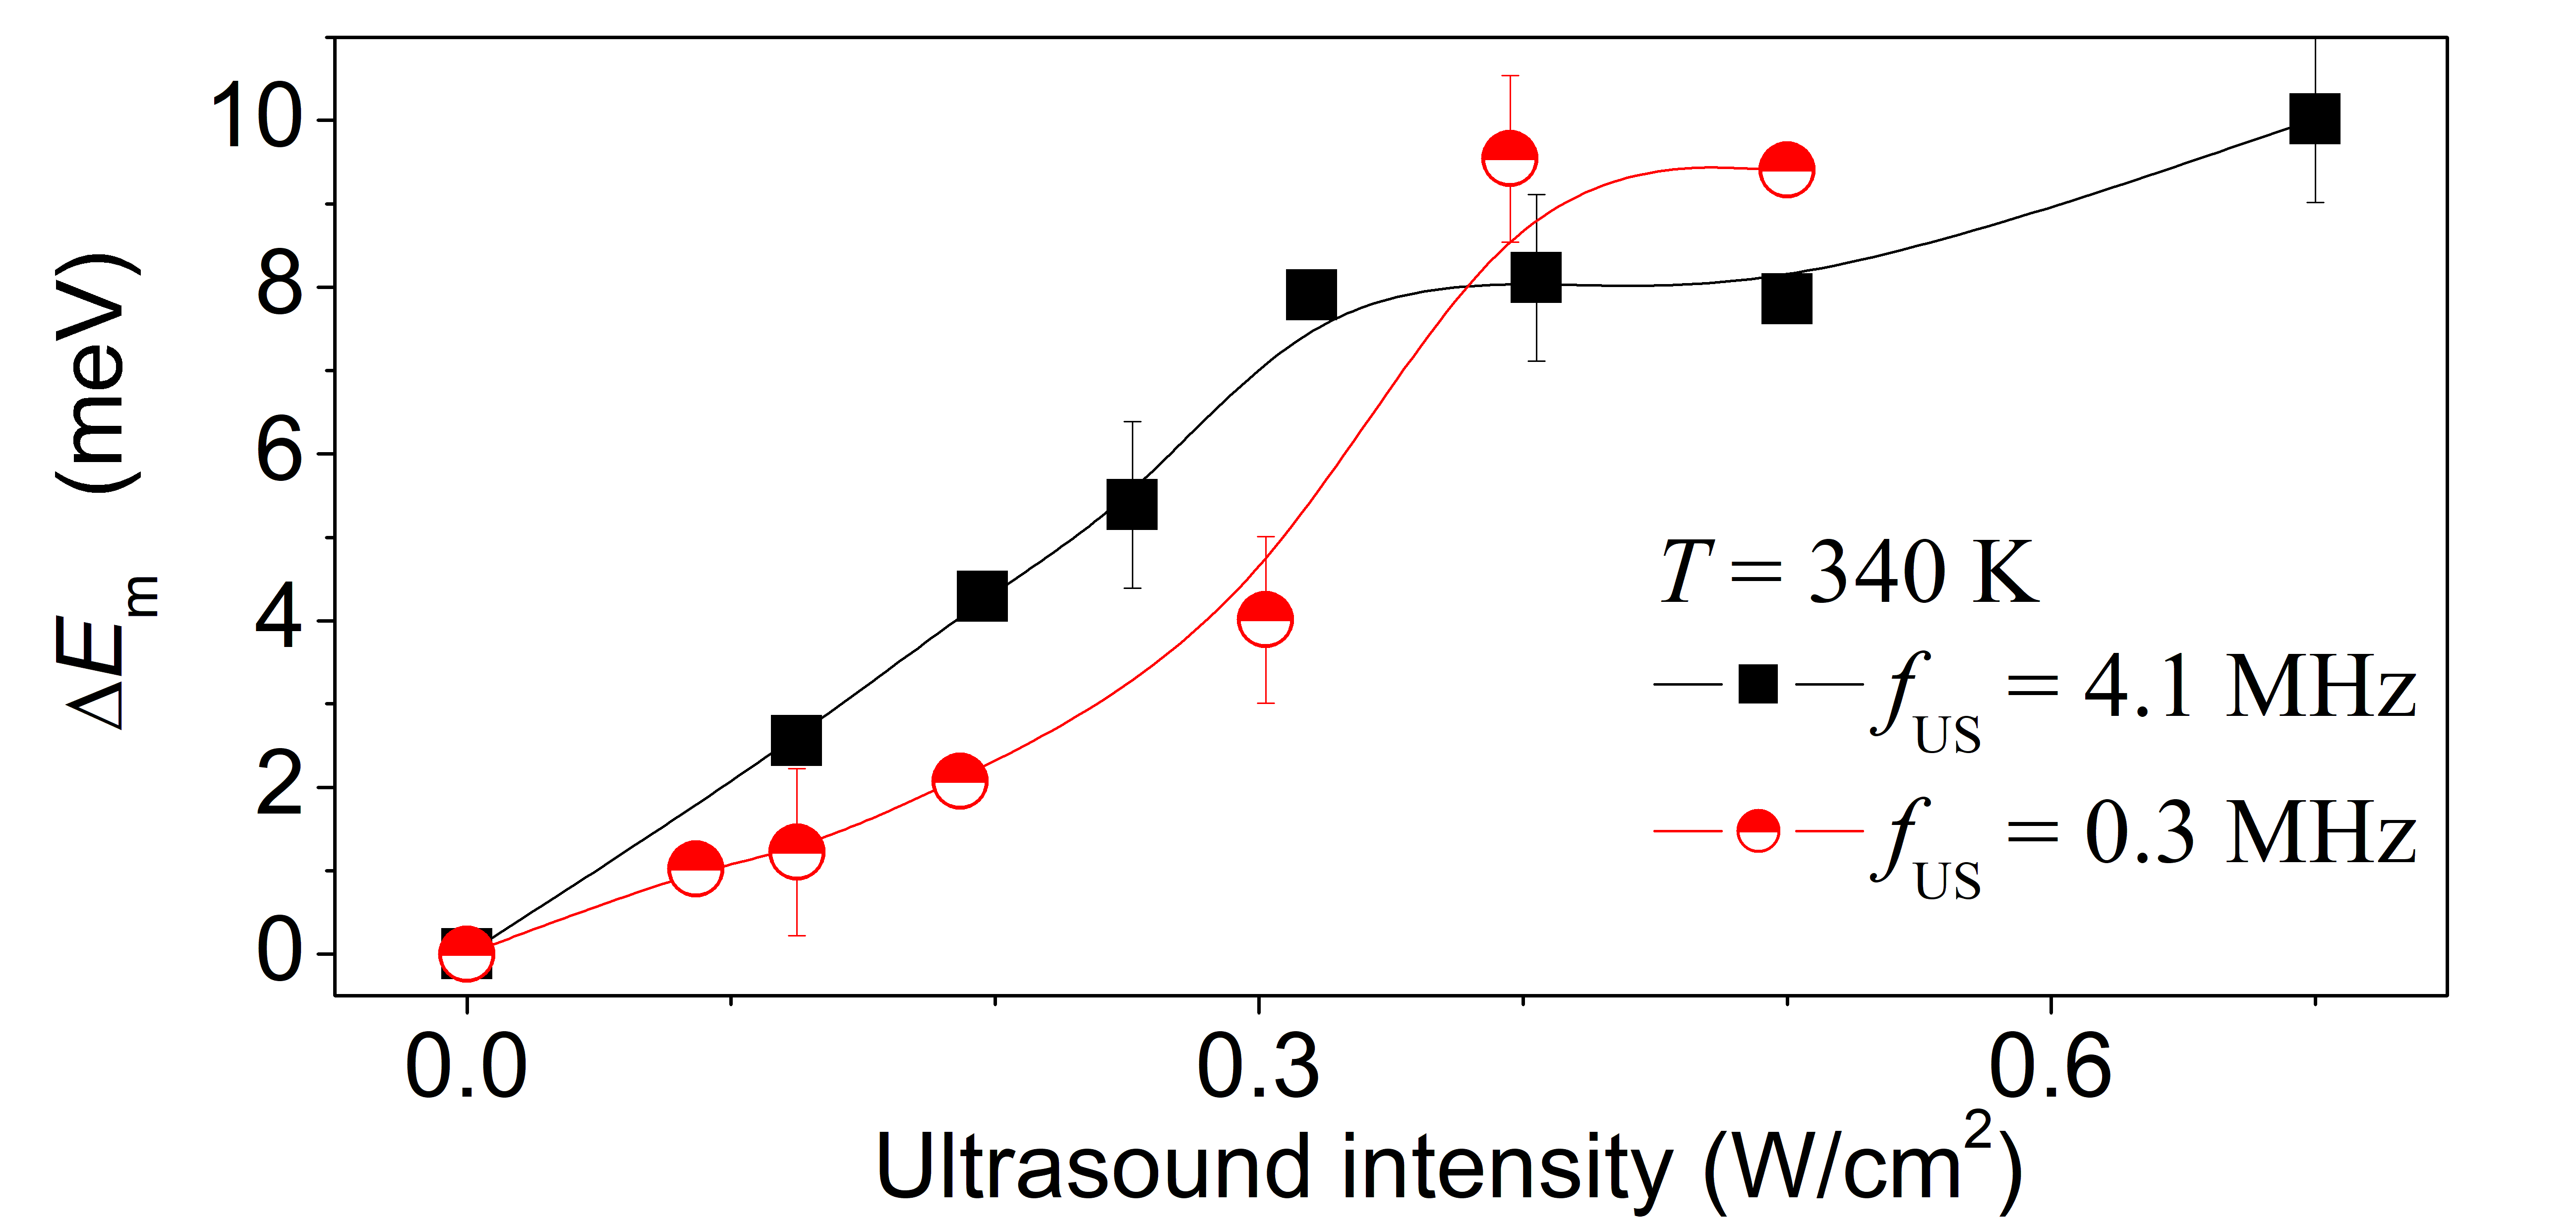 10
8
6
4
2
0
ΔEm (meV)
T = 340 K
fUS = 4.1 MHz
fUS = 0.3 MHz
0.0 0.3 0.6
Ultrasound intensity (W/cm²)